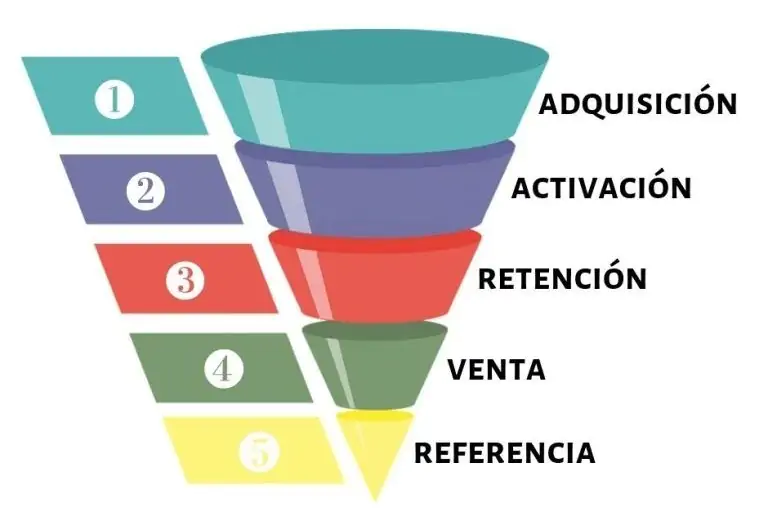 1
ADQUISICIÓN
2
ACTIVACIÓN
3
RETENCIÓN
4
VENTA
5
REFERENCIA